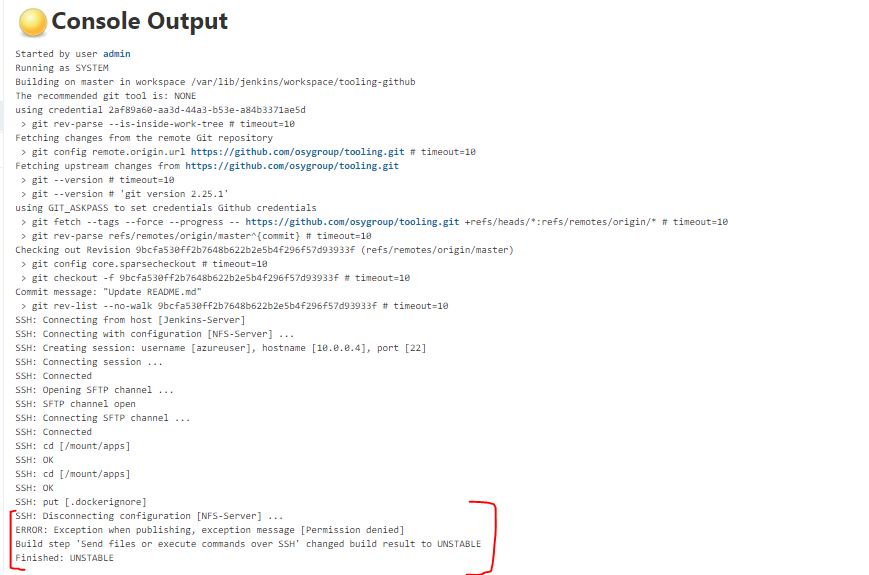 Console Output
Started by user admin
Running as SYSTEM
Building on master in workspace /var/lib/jenkins/workspace/tooling-github
The recommended git tool is: NONE
using credential 2af89a60-aa3d-44a3-b53e-a84b3371ae5d
> git rev-parse --is-inside-work-tree # timeout=10
Fetching changes from the remote Git repository
> git config remote.origin.url https://github.com/osygroup/tooling.git # timeout=10
Fetching upstream changes from https://github.com/osygroup/tooling.git
> git --version # timeout=10
> git --version # 'git version 2.25.1'
using GIT_ASKPASS to set credentials Github credentials
> git fetch --tags --force --progress -- https://github.com/osygroup/tooling.git +refs/heads/*:refs/remotes/origin/* # timeout=10
> git rev-parse refs/remotes/origin/master^{commit} # timeout=10
Checking out Revision 9bcfa530ff2b7648b622b2e5b4f296f57d93933f (refs/remotes/origin/master)
> git config core.sparsecheckout # timeout=10
> git checkout -f 9bcfa530ff2b7648b622b2e5b4f296f57d93933f # timeout=10
Commit message: "Update README.md"
> git rev-list --no-walk 9bcfa530ff2b7648b622b2e5b4f296f57d93933f # timeout=10
SSH: Connecting from host [Jenkins-Server]
SSH: Connecting with configuration [NFS-Server] ...
SSH: Creating session: username [azureuser], hostname [10.0.0.4], port [22]
SSH: Connecting session ...
SSH: Connected
SSH: Opening SFTP channel ...
SSH: SFTP channel open
SSH: Connecting SFTP channel ...
SSH: Connected
SSH: cd [/mount/apps]
SSH: OK
SSH: cd [/mount/apps]
SSH: OK
SSH: put [.dockerignore]
SSH: Disconnecting configuration [NFS-Server] ...
ERROR: Exception when publishing, exception message [Permission denied]
Build step 'Send files or execute commands over SSH' changed build result to UNSTABLE
Finished: UNSTABLE